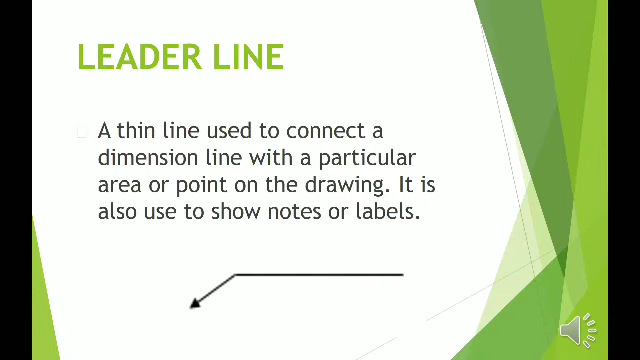 LEADER LINE
A thin line used to connect a
dimension line with a particular
area or point on the drawing. It is
also use to show notes or labels.